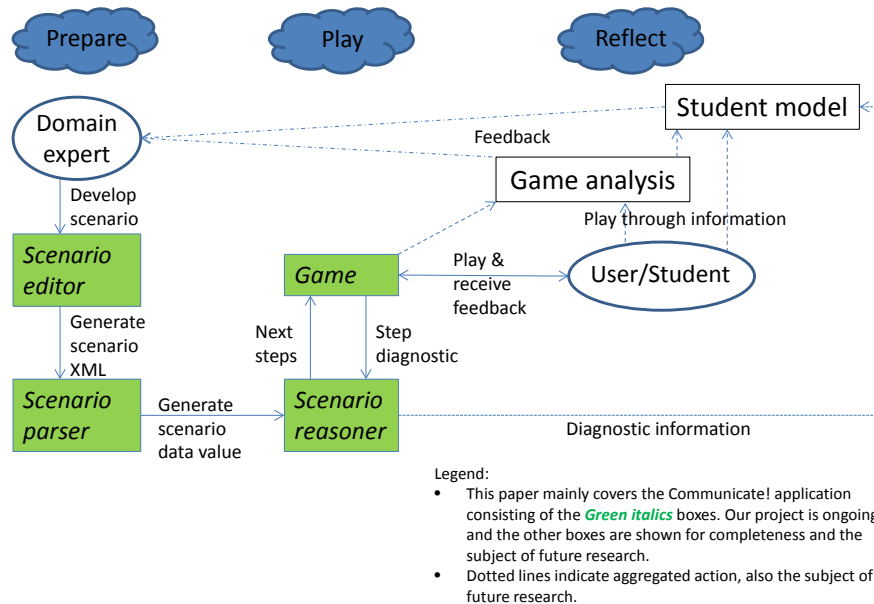 Prepare
Play
Reflect
Student model
Domain
expert
Feedback
Game analysis
Develop
scenario
Play through information
Scenario
editor
Game
Play &
receive
feedback
User/Student
Generate
scenario
XML
Next
steps
Step
diagnostic
Scenario
parser
Generate
scenario
data value
Scenario
reasoner
Diagnostic information
Legend:
• This paper mainly covers the Communicate! application
consisting of the Green italics boxes. Our project is ongoing
and the other boxes are shown for completeness and the
subject of future research.
• Dotted lines indicate aggregated action, also the subject of
future research.